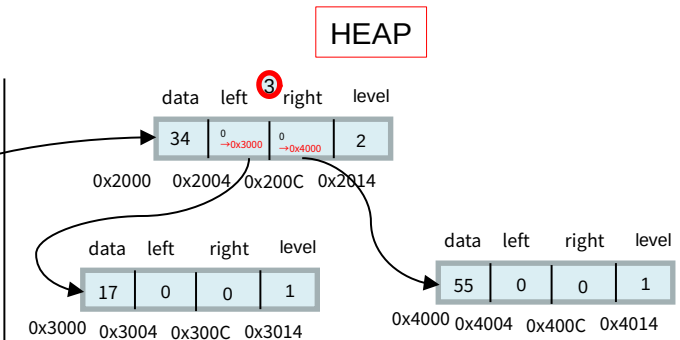 HEAP
3
data left right level
34 0 →0x3000 0 →0x4000 2
0x2000 0x2004 0x200C 0x2014
data left right level
17 0 0 1
0x3000 0x3004 0x300C 0x3014
data left right level
55 0 0 1
0x4000 0x4004 0x400C 0x4014